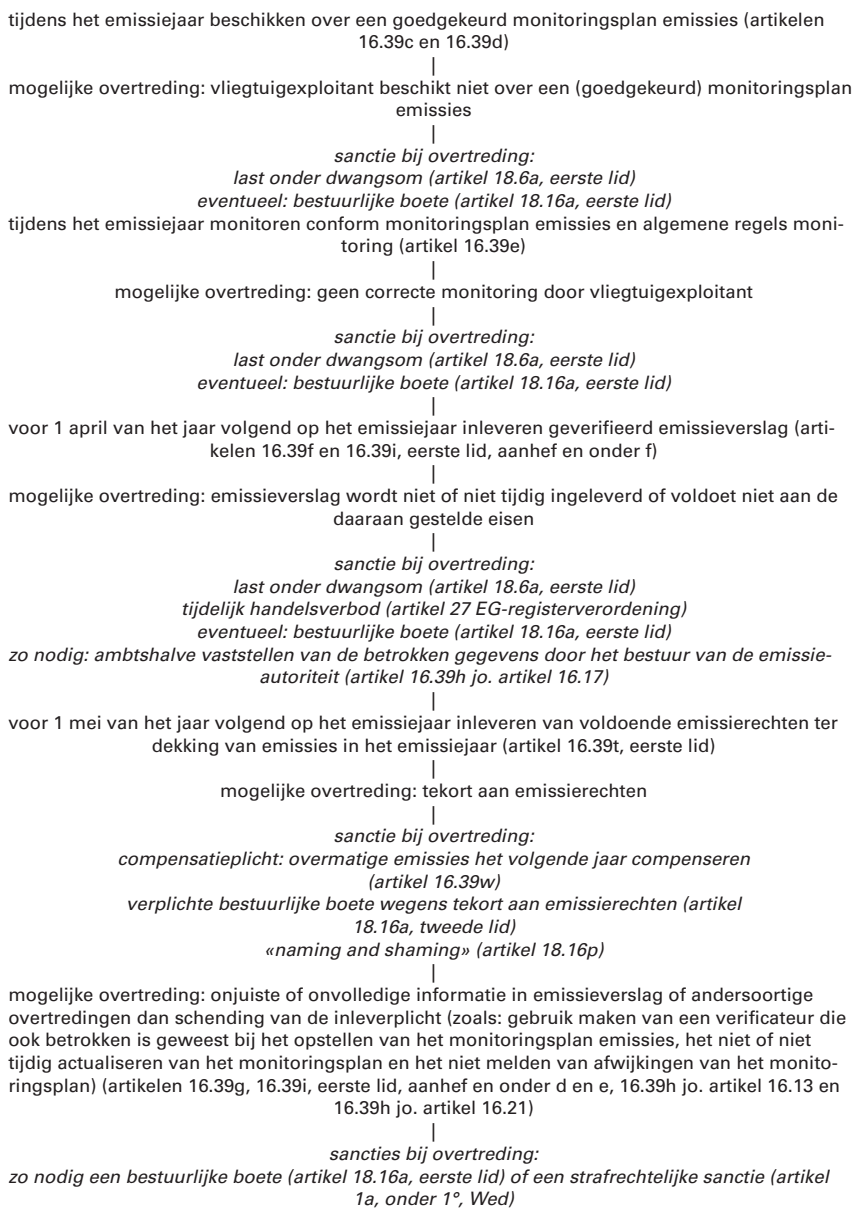 tijdens het emissiejaar beschikken over een goedgekeurd monitoringsplan emissies (artikelen
16.39c en 16.39d)
|
mogelijke overtreding: vliegtuigexploitant beschikt niet over een (goedgekeurd) monitoringsplan
emissies
|
sanctie bij overtreding:
last onder dwangsom (artikel 18.6a, eerste lid)
eventueel: bestuurlijke boete (artikel 18.16a, eerste lid)
tijdens het emissiejaar monitoren conform monitoringsplan emissies en algemene regels moni-
toring (artikel 16.39e)
|
mogelijke overtreding: geen correcte monitoring door vliegtuigexploitant
|
sanctie bij overtreding:
last onder dwangsom (artikel 18.6a, eerste lid)
eventueel: bestuurlijke boete (artikel 18.16a, eerste lid)
|
voor 1 april van het jaar volgend op het emissiejaar inleveren geverifieerd emissieverslag (arti-
kelen 16.39f en 16.39i, eerste lid, aanhef en onder f)
|
mogelijke overtreding: emissieverslag wordt niet of niet tijdig ingeleverd of voldoet niet aan de
daaraan gestelde eisen
|
sanctie bij overtreding:
last onder dwangsom (artikel 18.6a, eerste lid)
tijdelijk handelsverbod (artikel 27 EG-registerverordening)
eventueel: bestuurlijke boete (artikel 18.16a, eerste lid)
zo nodig: ambtshalve vaststellen van de betrokken gegevens door het bestuur van de emissie-
autoriteit (artikel 16.39h jo. artikel 16.17)
|
voor 1 mei van het jaar volgend op het emissiejaar inleveren van voldoende emissierechten ter
dekking van emissies in het emissiejaar (artikel 16.39t, eerste lid)
|
mogelijke overtreding: tekort aan emissierechten
|
sanctie bij overtreding:
compensatieplicht: overmatige emissies het volgende jaar compenseren
(artikel 16.39w)
verplichte bestuurlijke boete wegens tekort aan emissierechten (artikel
18.16a, tweede lid)
«naming and shaming» (artikel 18.16p)
|
mogelijke overtreding: onjuiste of onvolledige informatie in emissieverslag of andersoortige
overtredingen dan schending van de inleverplicht (zoals: gebruik maken van een verificateur die
ook betrokken is geweest bij het opstellen van het monitoringsplan emissies, het niet of niet
tijdig actualiseren van het monitoringsplan en het niet melden van afwijkingen van het monito-
ringsplan) (artikelen 16.39g, 16.39i, eerste lid, aanhef en onder d en e, 16.39h jo. artikel 16.13 en
16.39h jo. artikel 16.21)
|
sancties bij overtreding:
zo nodig een bestuurlijke boete (artikel 18.16a, eerste lid) of een strafrechtelijke sanctie (artikel
1a, onder 1°, Wed)